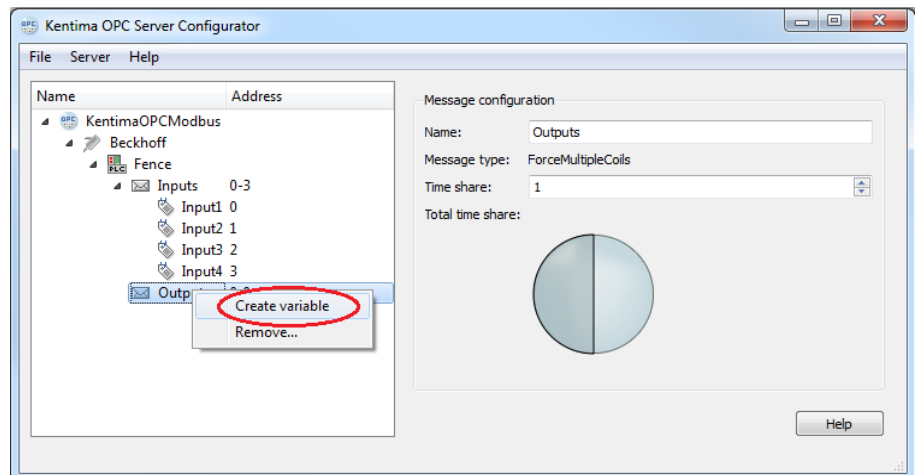 Kentima OPC Server Configurator
File Server Help
Name Address
KentimaOPCModbus
Beckhoff
Fence
Inputs 0-3
Input1 0
Input2 1
Input3 2
Input4 3
Outp
Create variable
Remove...
Message configuration
Name: Outputs
Message type: ForceMultipleCoils
Time share: 1
Total time share:
Help